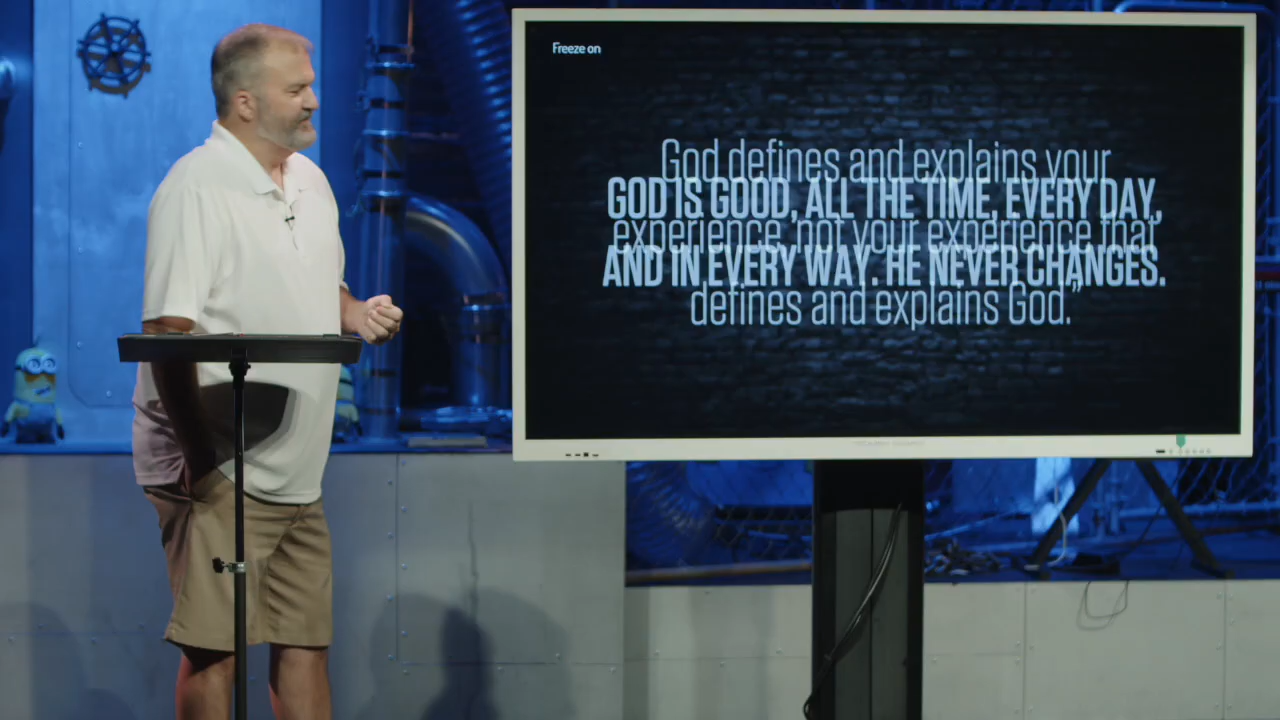 Freeze on
God defines and explains your
GOD IS GOOD, ALL THE TIME, EVERY DAY,
experience, not your experience that
AND IN EVERY WAY. HE NEVER CHANGES.
defines and explains God.